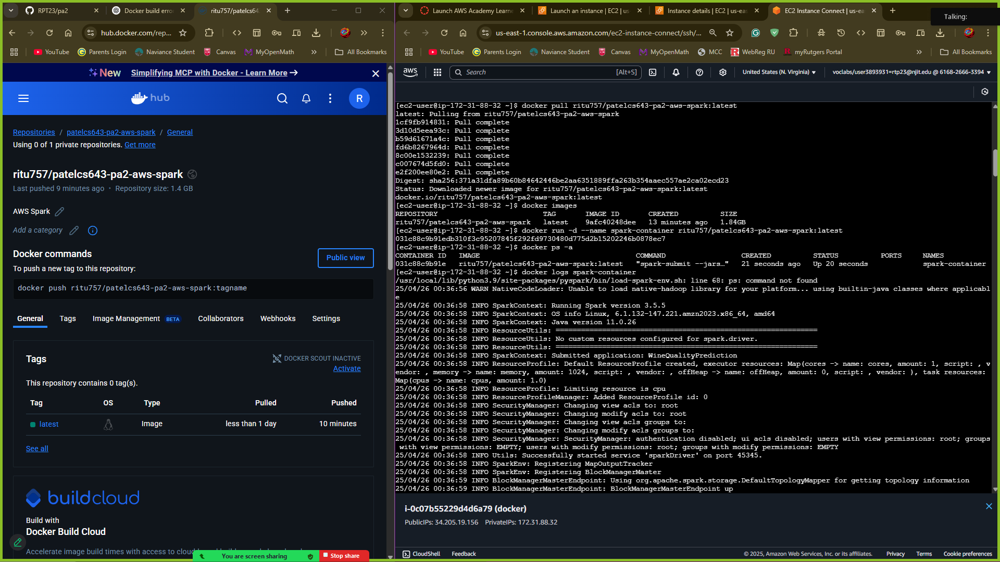 RPT23/pa2
Docker build erro
ritu757/patelcs64
hub.docker.com/rep...
YouTube
Parents Login
Naviance Student
Canvas
MyOpenMath
»
All Bookmarks
New Simplifying MCP with Docker - Learn More →
hub
R
Repositories / patelcs643-pa2-aws-spark / General
Using 0 of 1 private repositories. Get more
ritu757/patelcs643-pa2-aws-spark
Last pushed 9 minutes ago • Repository size: 1.4 GB
AWS Spark
Add a category
Docker commands
Public view
To push a new tag to this repository:
docker push ritu757/patelcs643-pa2-aws-spark:tagname
General
Tags
Image Management BETA
Collaborators
Webhooks
Settings
Tags
DOCKER SCOUT INACTIVE
Activate
This repository contains 0 tag(s).
Tag OS Type Pulled Pushed
latest Image less than 1 day 10 minutes
See all
buildcloud
Build with
Docker Build Cloud
You are screen sharing
Stop share
Launch AWS Academy Learne
Launch an instance | EC2 | us-
Instance details | EC2 | us-eas
EC2 Instance Connect | us-ea
Talking:
us-east-1.console.aws.amazon.com/ec2-instance-connect/ssh/...
YouTube
Parents Login
Naviance Student
Canvas
MyOpenMath
MCC
WebReg RU
myRutgers Portal
»
All Bookmarks
aws
Search [Alt+S]
United States (N. Virginia)
voclabs/user3893931=rtp23@njit.edu @ 6168-2666-3394
[ec2-user@ip-172-31-88-32 ~]$ docker pull ritu757/patelcs643-pa2-aws-spark:latest
latest: Pulling from ritu757/patelcs643-pa2-aws-spark
1cf9fb914831: Pull complete
3d10d5eea93c: Pull complete
b59d61671a4c: Pull complete
fd6b8267964d: Pull complete
8c00e1532239: Pull complete
c007674d5fd0: Pull complete
e2f200ee80e2: Pull complete
Digest: sha256:371a31dfa89b60b84642446be2aa6351889ffa263b354aaec557ae2ca02ecd23
Status: Downloaded newer image for ritu757/patelcs643-pa2-aws-spark:latest
docker.io/ritu757/patelcs643-pa2-aws-spark:latest
[ec2-user@ip-172-31-88-32 ~]$ docker images
REPOSITORY TAG IMAGE ID CREATED SIZE
ritu757/patelcs643-pa2-aws-spark latest 9afc40248dee 13 minutes ago 1.84GB
[ec2-user@ip-172-31-88-32 ~]$ docker run -d --name spark-container ritu757/patelcs643-pa2-aws-spark:latest
031c88c9b91edb310f3c95207845f292fd9730480d775d2b15202246b0878ec7
[ec2-user@ip-172-31-88-32 ~]$ docker ps -a
CONTAINER ID IMAGE COMMAND CREATED STATUS PORTS NAMES
031c88c9b91e ritu757/patelcs643-pa2-aws-spark:latest "spark-submit --jars…" 21 seconds ago Up 20 seconds spark-container
[ec2-user@ip-172-31-88-32 ~]$ docker logs spark-container
/usr/local/lib/python3.9/site-packages/pyspark/bin/load-spark-env.sh: line 68: ps: command not found
25/04/26 00:36:56 WARN NativeCodeLoader: Unable to load native-hadoop library for your platform... using builtin-java classes where applicabl
e
25/04/26 00:36:58 INFO SparkContext: Running Spark version 3.5.5
25/04/26 00:36:58 INFO SparkContext: OS info Linux, 6.1.132-147.221.amzn2023.x86_64, amd64
25/04/26 00:36:58 INFO SparkContext: Java version 11.0.26
25/04/26 00:36:58 INFO ResourceUtils: ==============================================================
25/04/26 00:36:58 INFO ResourceUtils: No custom resources configured for spark.driver.
25/04/26 00:36:58 INFO ResourceUtils: ==============================================================
25/04/26 00:36:58 INFO SparkContext: Submitted application: WineQualityPrediction
25/04/26 00:36:58 INFO ResourceProfile: Default ResourceProfile created, executor resources: Map(cores -> name: cores, amount: 1, script: , v
endor: , memory -> name: memory, amount: 1024, script: , vendor: , offHeap -> name: offHeap, amount: 0, script: , vendor: ), task resources:
Map(cpus -> name: cpus, amount: 1.0)
25/04/26 00:36:58 INFO ResourceProfile: Limiting resource is cpu
25/04/26 00:36:58 INFO ResourceProfileManager: Added ResourceProfile id: 0
25/04/26 00:36:58 INFO SecurityManager: Changing view acls to: root
25/04/26 00:36:58 INFO SecurityManager: Changing modify acls to: root
25/04/26 00:36:58 INFO SecurityManager: Changing view acls groups to:
25/04/26 00:36:58 INFO SecurityManager: Changing modify acls groups to:
25/04/26 00:36:58 INFO SecurityManager: SecurityManager: authentication disabled; ui acls disabled; users with view permissions: root; groups
with view permissions: EMPTY; users with modify permissions: root; groups with modify permissions: EMPTY
25/04/26 00:36:58 INFO Utils: Successfully started service 'sparkDriver' on port 45345.
25/04/26 00:36:58 INFO SparkEnv: Registering MapOutputTracker
25/04/26 00:36:58 INFO SparkEnv: Registering BlockManagerMaster
25/04/26 00:36:59 INFO BlockManagerMasterEndpoint: Using org.apache.spark.storage.DefaultTopologyMapper for getting topology information
25/04/26 00:36:59 INFO BlockManagerMasterEndpoint: BlockManagerMasterEndpoint up
i-0c07b55229d4d6a79 (docker)
PublicIPs: 34.205.19.156 PrivateIPs: 172.31.88.32
CloudShell
Feedback
© 2025, Amazon Web Services, Inc. or its affiliates.
Privacy
Terms
Cookie preferences
Accelerate image build times with access to cloud